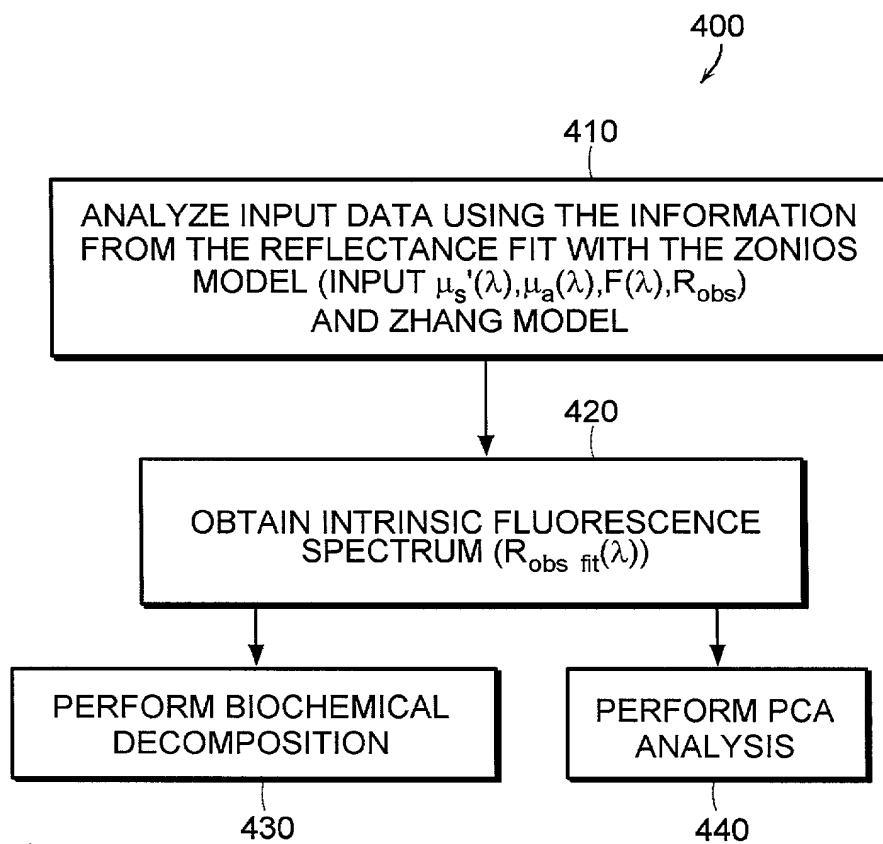 400
410
ANALYZE INPUT DATA USING THE INFORMATION
FROM THE REFLECTANCE FIT WITH THE ZONIOS
MODEL (INPUT μs'(λ),μa(λ),F(λ),Robs)
AND ZHANG MODEL
420
OBTAIN INTRINSIC FLUORESCENCE
SPECTRUM (Robs fit(λ))
PERFORM BIOCHEMICAL
DECOMPOSITION
430
PERFORM PCA
ANALYSIS
440